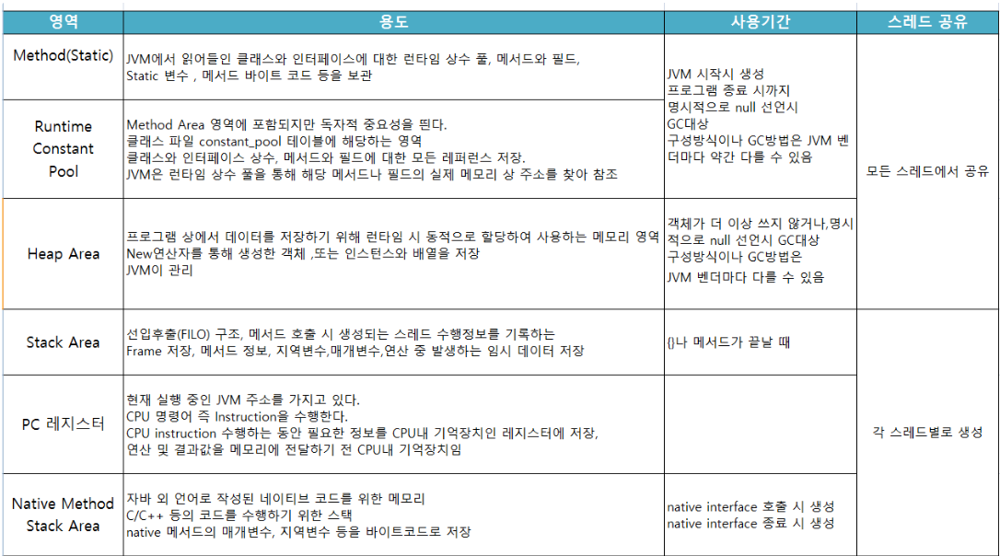 영역
용도
사용기간
스레드 공유
Method(Static)
JVM에서 읽어들인 클래스와 인터페이스에 대한 런타임 상수 풀, 메서드와 필드,
Static 변수 , 메서드 바이트 코드 등을 보관
JVM 시작시 생성
프로그램 종료 시까지
명시적으로 null 선언시
GC대상
구성방식이나 GC방법은 JVM 벤
더마다 약간 다를 수 있음
모든 스레드에서 공유
Runtime
Constant
Pool
Method Area 영역에 포함되지만 독자적 중요성을 띈다.
클래스 파일 constant_pool 테이블에 해당하는 영역
클래스와 인터페이스 상수, 메서드와 필드에 대한 모든 레퍼런스 저장.
JVM은 런타임 상수 풀을 통해 해당 메서드나 필드의 실제 메모리 상 주소를 찾아 참조
Heap Area
프로그램 상에서 데이터를 저장하기 위해 런타임 시 동적으로 할당하여 사용하는 메모리 영역
New연산자를 통해 생성한 객체 ,또는 인스턴스와 배열을 저장
JVM이 관리
객체가 더 이상 쓰지 않거나,명시
적으로 null 선언시 GC대상
구성방식이나 GC방법은
JVM 벤더마다 다를 수 있음
Stack Area
선입후출(FILO) 구조, 메서드 호출 시 생성되는 스레드 수행정보를 기록하는
Frame 저장, 메서드 정보, 지역변수,매개변수,연산 중 발생하는 임시 데이터 저장
{}나 메서드가 끝날 때
각 스레드별로 생성
PC 레지스터
현재 실행 중인 JVM 주소를 가지고 있다.
CPU 명령어 즉 Instruction을 수행한다.
CPU instruction 수행하는 동안 필요한 정보를 CPU내 기억장치인 레지스터에 저장,
연산 및 결과값을 메모리에 전달하기 전 CPU내 기억장치임
Native Method
Stack Area
자바 외 언어로 작성된 네이티브 코드를 위한 메모리
C/C++ 등의 코드를 수행하기 위한 스택
native 메서드의 매개변수, 지역변수 등을 바이트코드로 저장
native interface 호출 시 생성
native interface 종료 시 생성